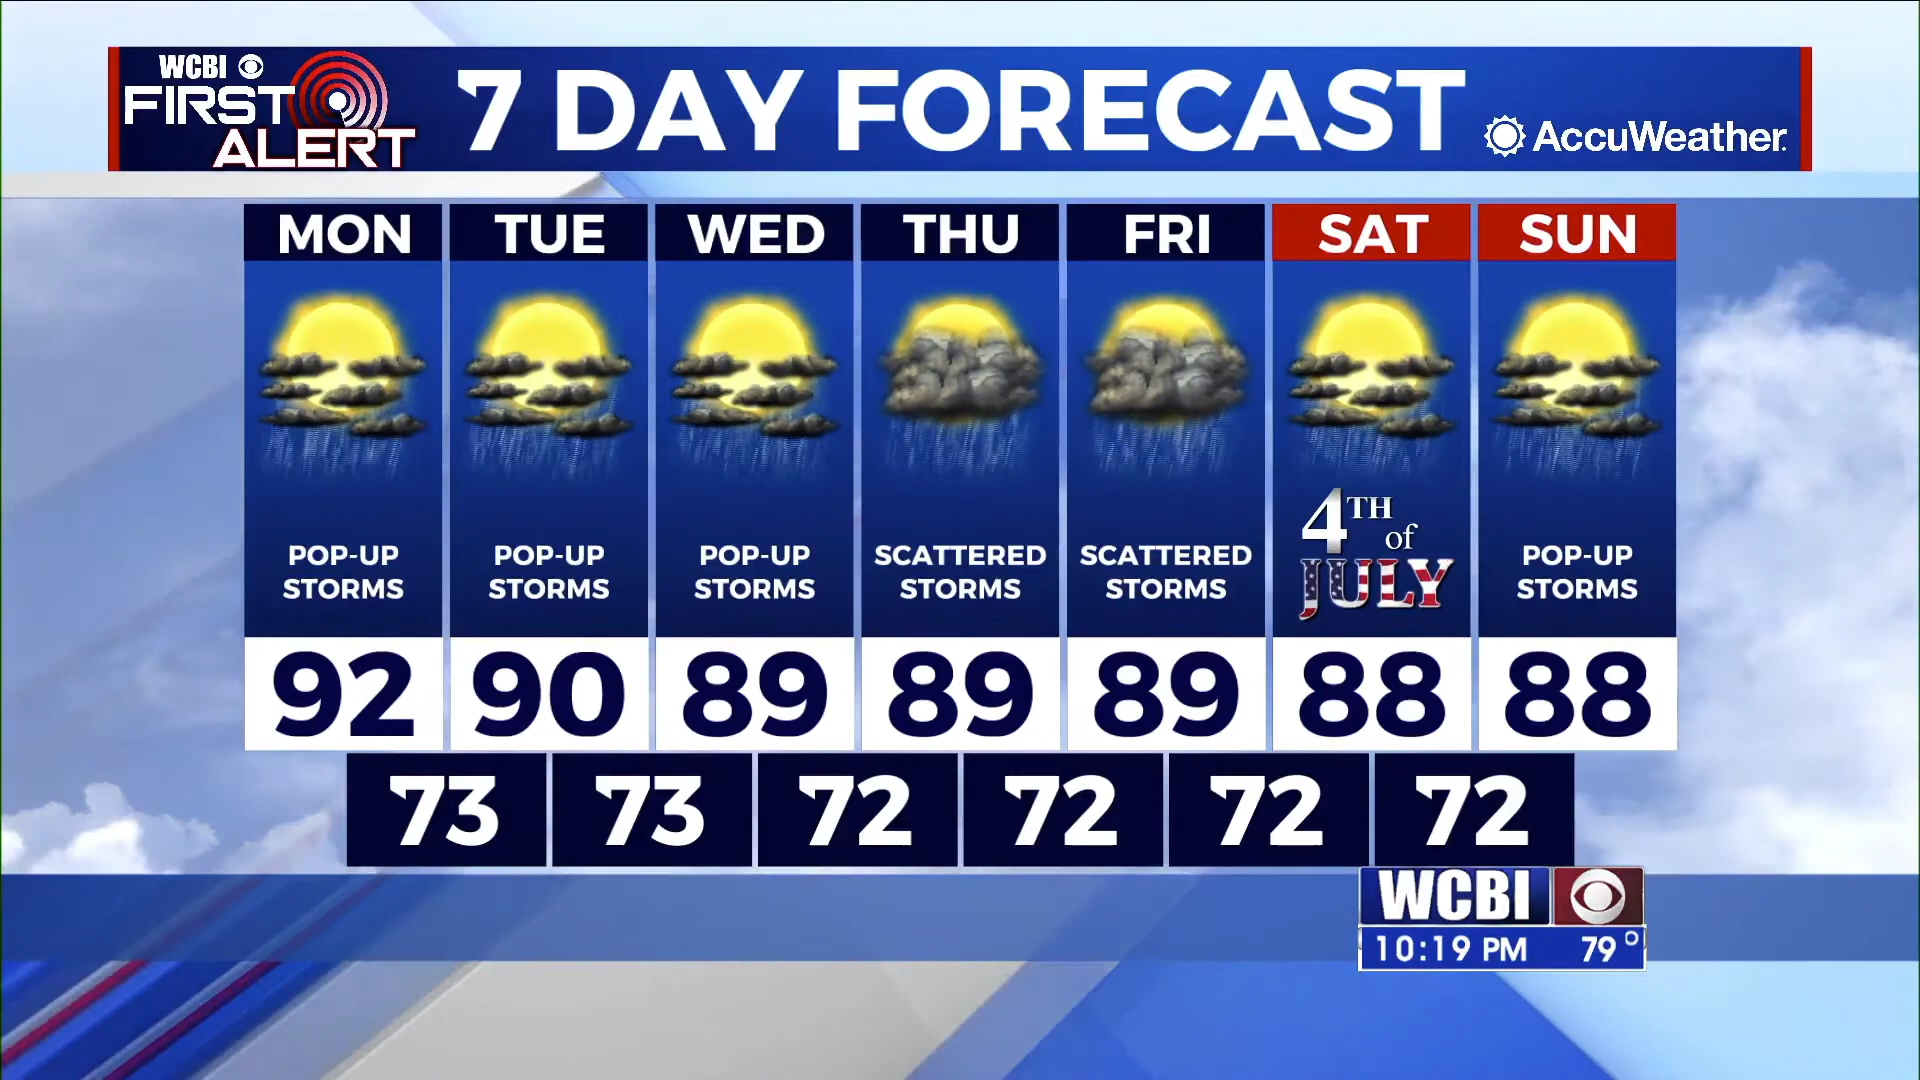 WCBI
FIRST
ALERT
7 DAY FORECAST
AccuWeather.
MON TUE WED THU FRI SAT SUN
POP-UP STORMS
POP-UP STORMS
POP-UP STORMS
SCATTERED STORMS
SCATTERED STORMS
4TH of JULY
POP-UP STORMS
92 90 89 89 89 88 88
73 73 72 72 72 72
WCBI
10:19 PM 79°